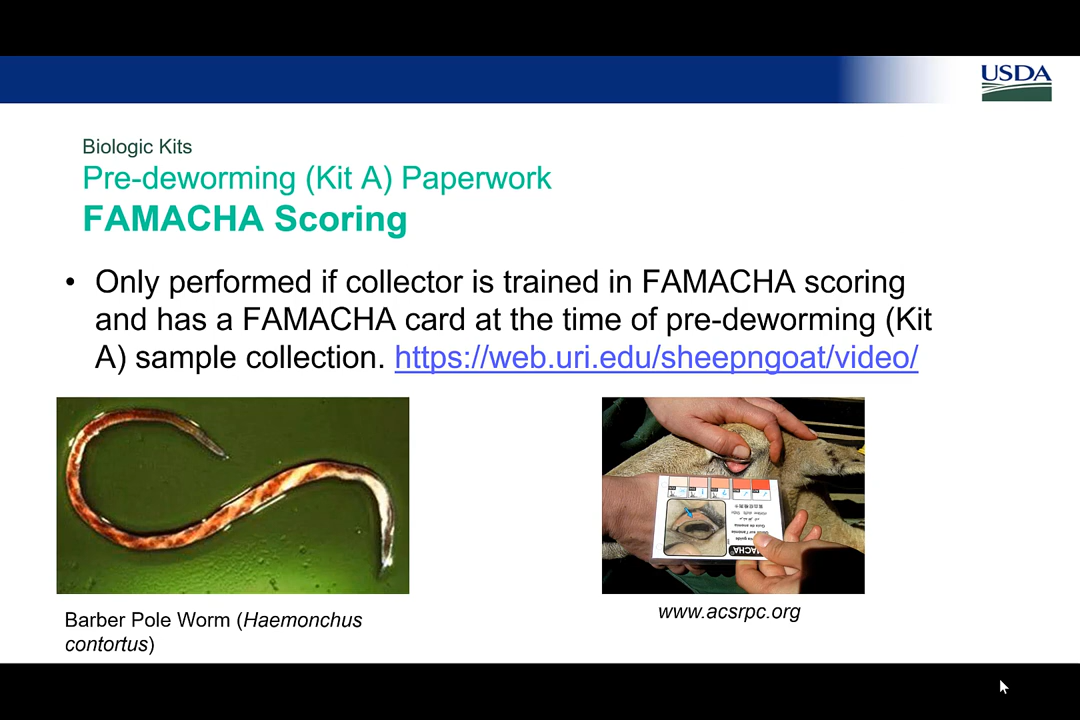 USDA
Biologic Kits
Pre-deworming (Kit A) Paperwork
FAMACHA Scoring
• Only performed if collector is trained in FAMACHA scoring
and has a FAMACHA card at the time of pre-deworming (Kit
A) sample collection. https://web.uri.edu/sheepngoat/video/
Barber Pole Worm (Haemonchus
contortus)
www.acsrpc.org